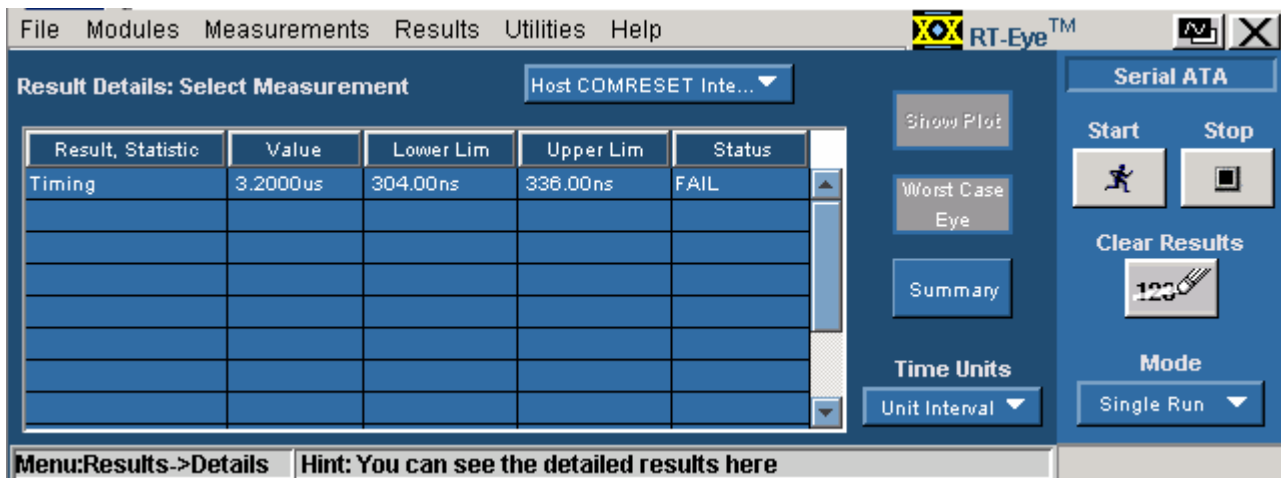 File Modules Measurements Results Utilities Help RT-Eye™
Result Details: Select Measurement Host COMRESET Inte...
Serial ATA
Show Plot
Start Stop
Result, Statistic Value Lower Lim Upper Lim Status
Timing 3.2000us 304.00ns 336.00ns FAIL
Worst Case
Eye
Clear Results
123
Summary
Time Units
Mode
Unit Interval
Single Run
Menu:Results->Details Hint: You can see the detailed results here